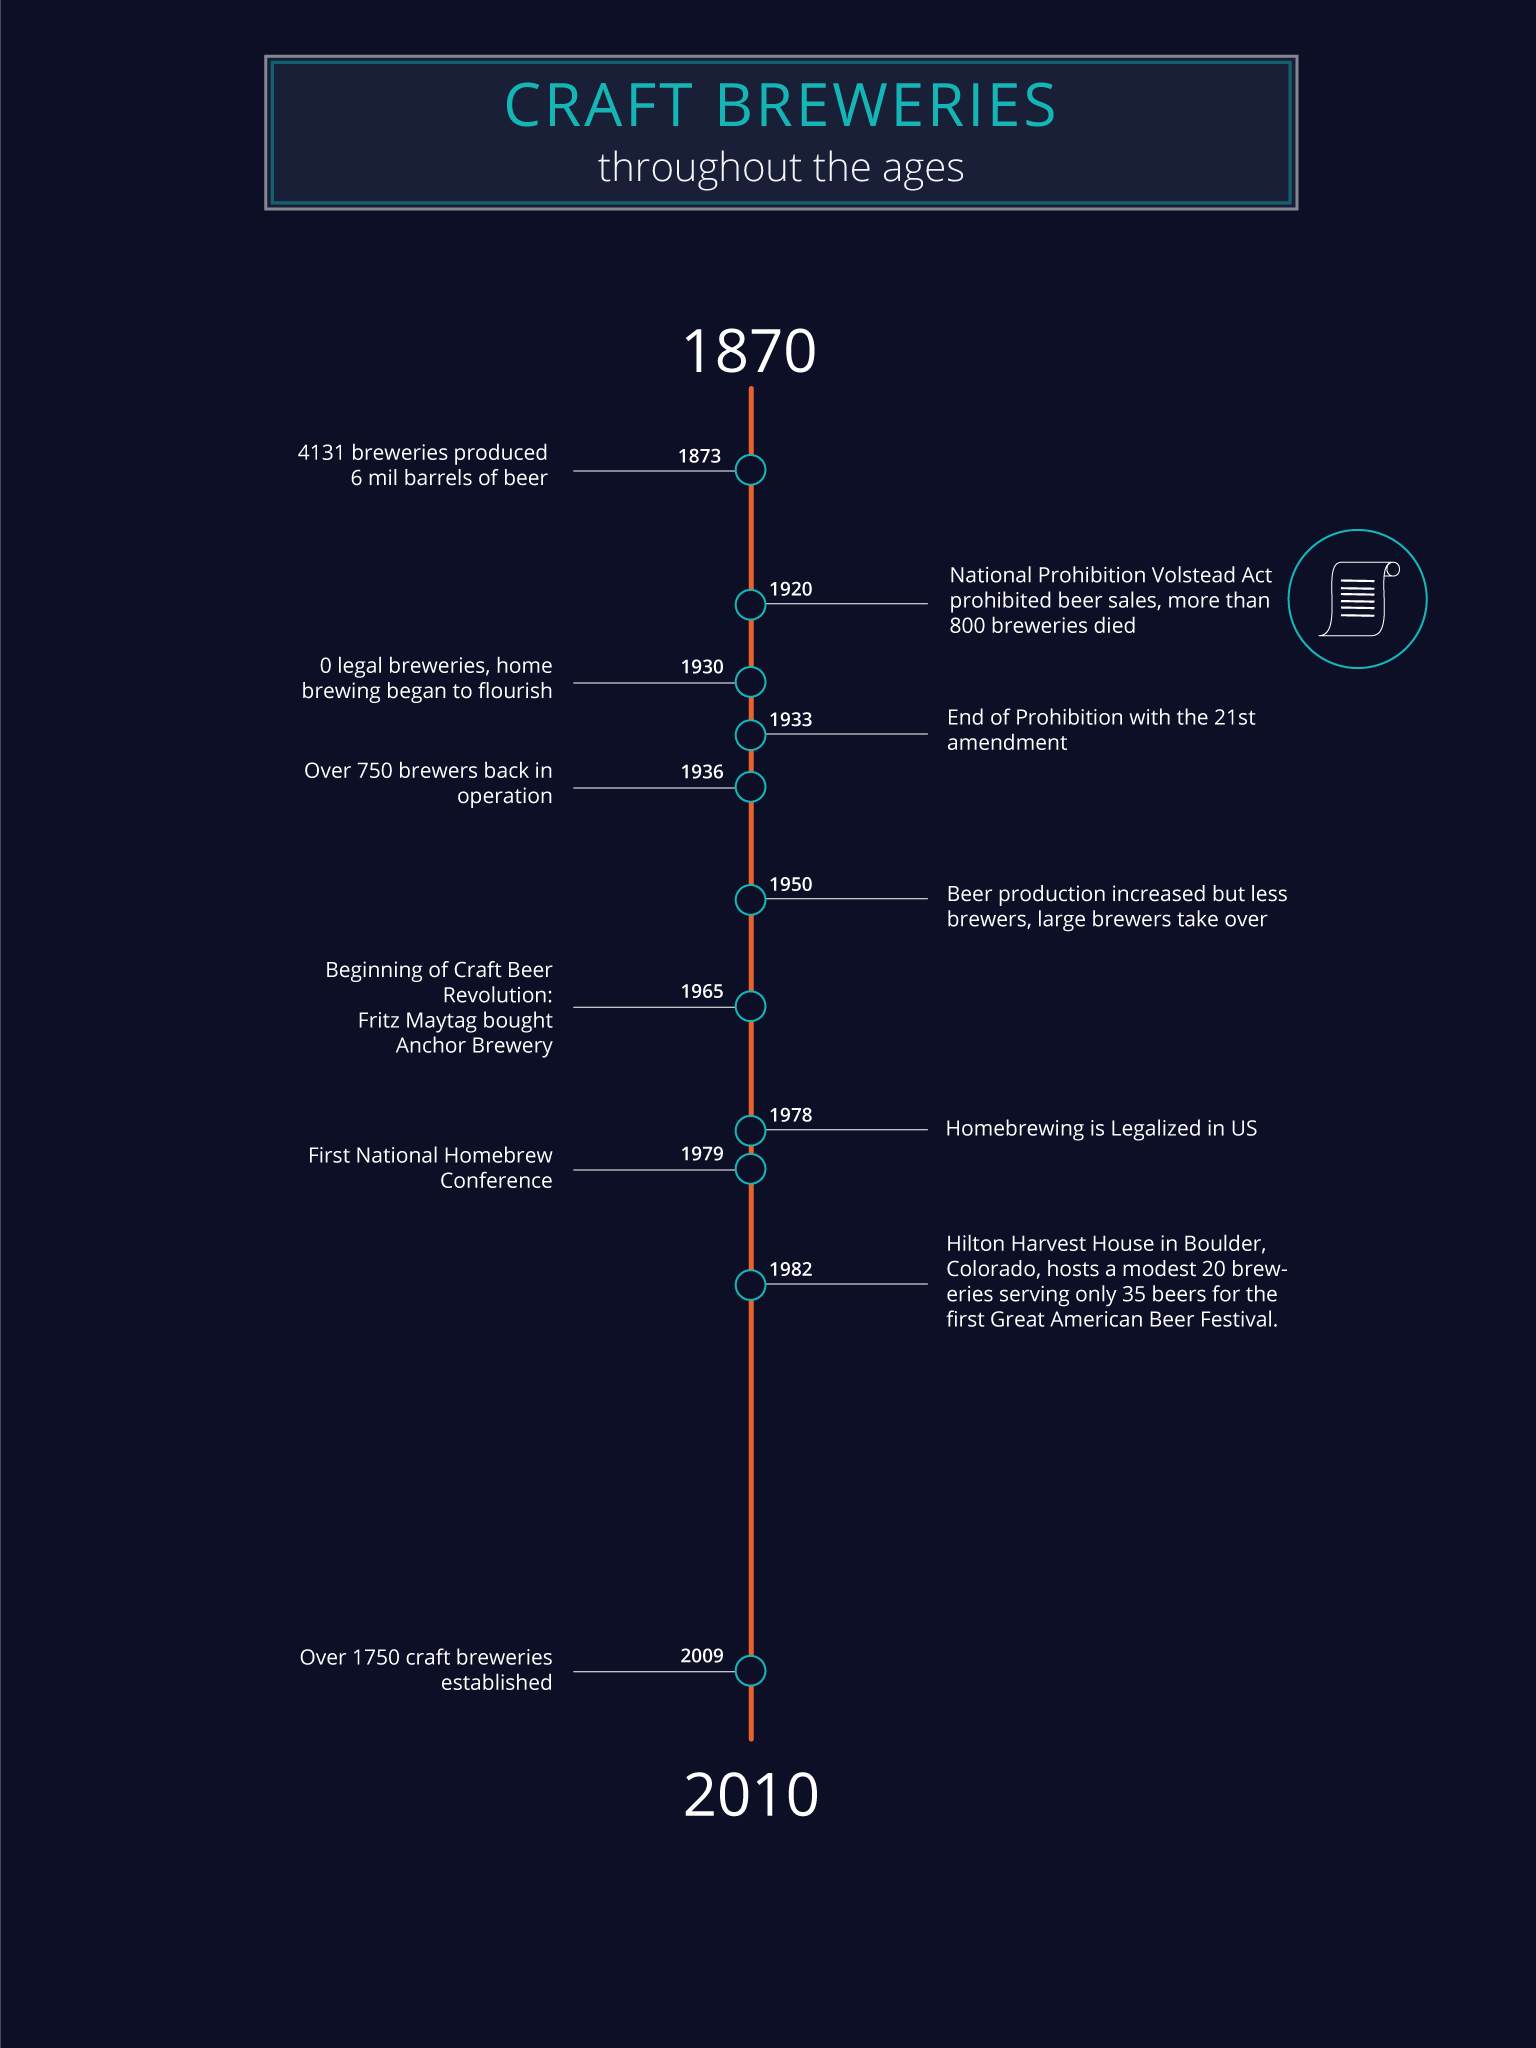 CRAFT BREWERIES
throughout the ages
1870
4131 breweries produced
6 mil barrels of beer
1873
1920
National Prohibition Volstead Act
prohibited beer sales, more than
800 breweries died
0 legal breweries, home
brewing began to flourish
1930
1933
End of Prohibition with the 21st
amendment
Over 750 brewers back in
operation
1936
1950
Beer production increased but less
brewers, large brewers take over
Beginning of Craft Beer
Revolution:
Fritz Maytag bought
Anchor Brewery
1965
1978
Homebrewing is Legalized in US
First National Homebrew
Conference
1979
1982
Hilton Harvest House in Boulder,
Colorado, hosts a modest 20 brew-
eries serving only 35 beers for the
first Great American Beer Festival.
Over 1750 craft breweries
established
2009
2010